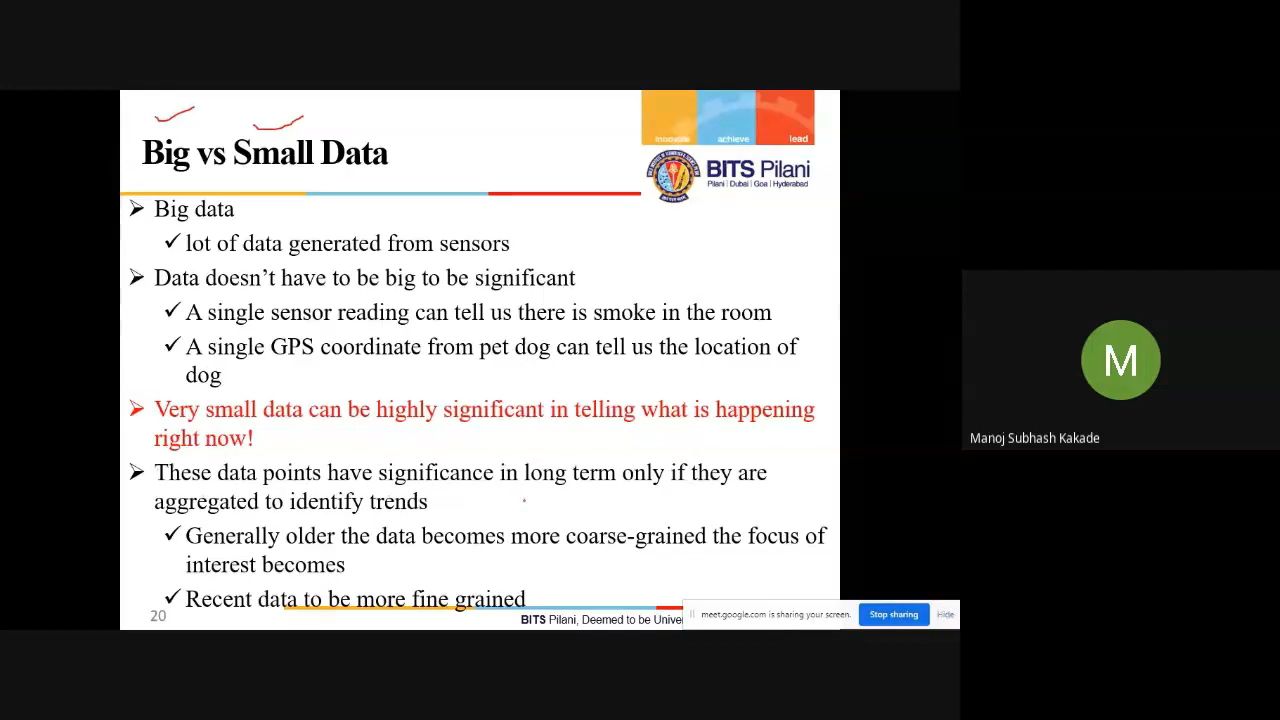 innovate achieve lead
Big vs Small Data
BITS Pilani
Pilani | Dubai | Goa | Hyderabad
➢ Big data
✓ lot of data generated from sensors
➢ Data doesn’t have to be big to be significant
✓ A single sensor reading can tell us there is smoke in the room
✓ A single GPS coordinate from pet dog can tell us the location of
dog
➢ Very small data can be highly significant in telling what is happening
right now!
➢ These data points have significance in long term only if they are
aggregated to identify trends
✓ Generally older the data becomes more coarse-grained the focus of
interest becomes
✓ Recent data to be more fine grained
20
BITS Pilani, Deemed to be Univer
meet.google.com is sharing your screen. Stop sharing Hide
M
Manoj Subhash Kakade